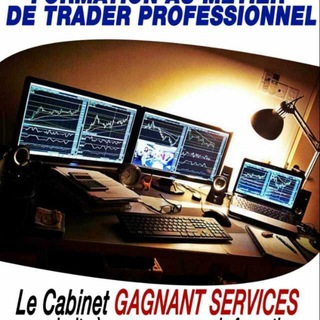 FORMATION AU MÉTIER
DE TRADER PROFESSIONNEL
Le Cabinet GAGNANT SERVICES